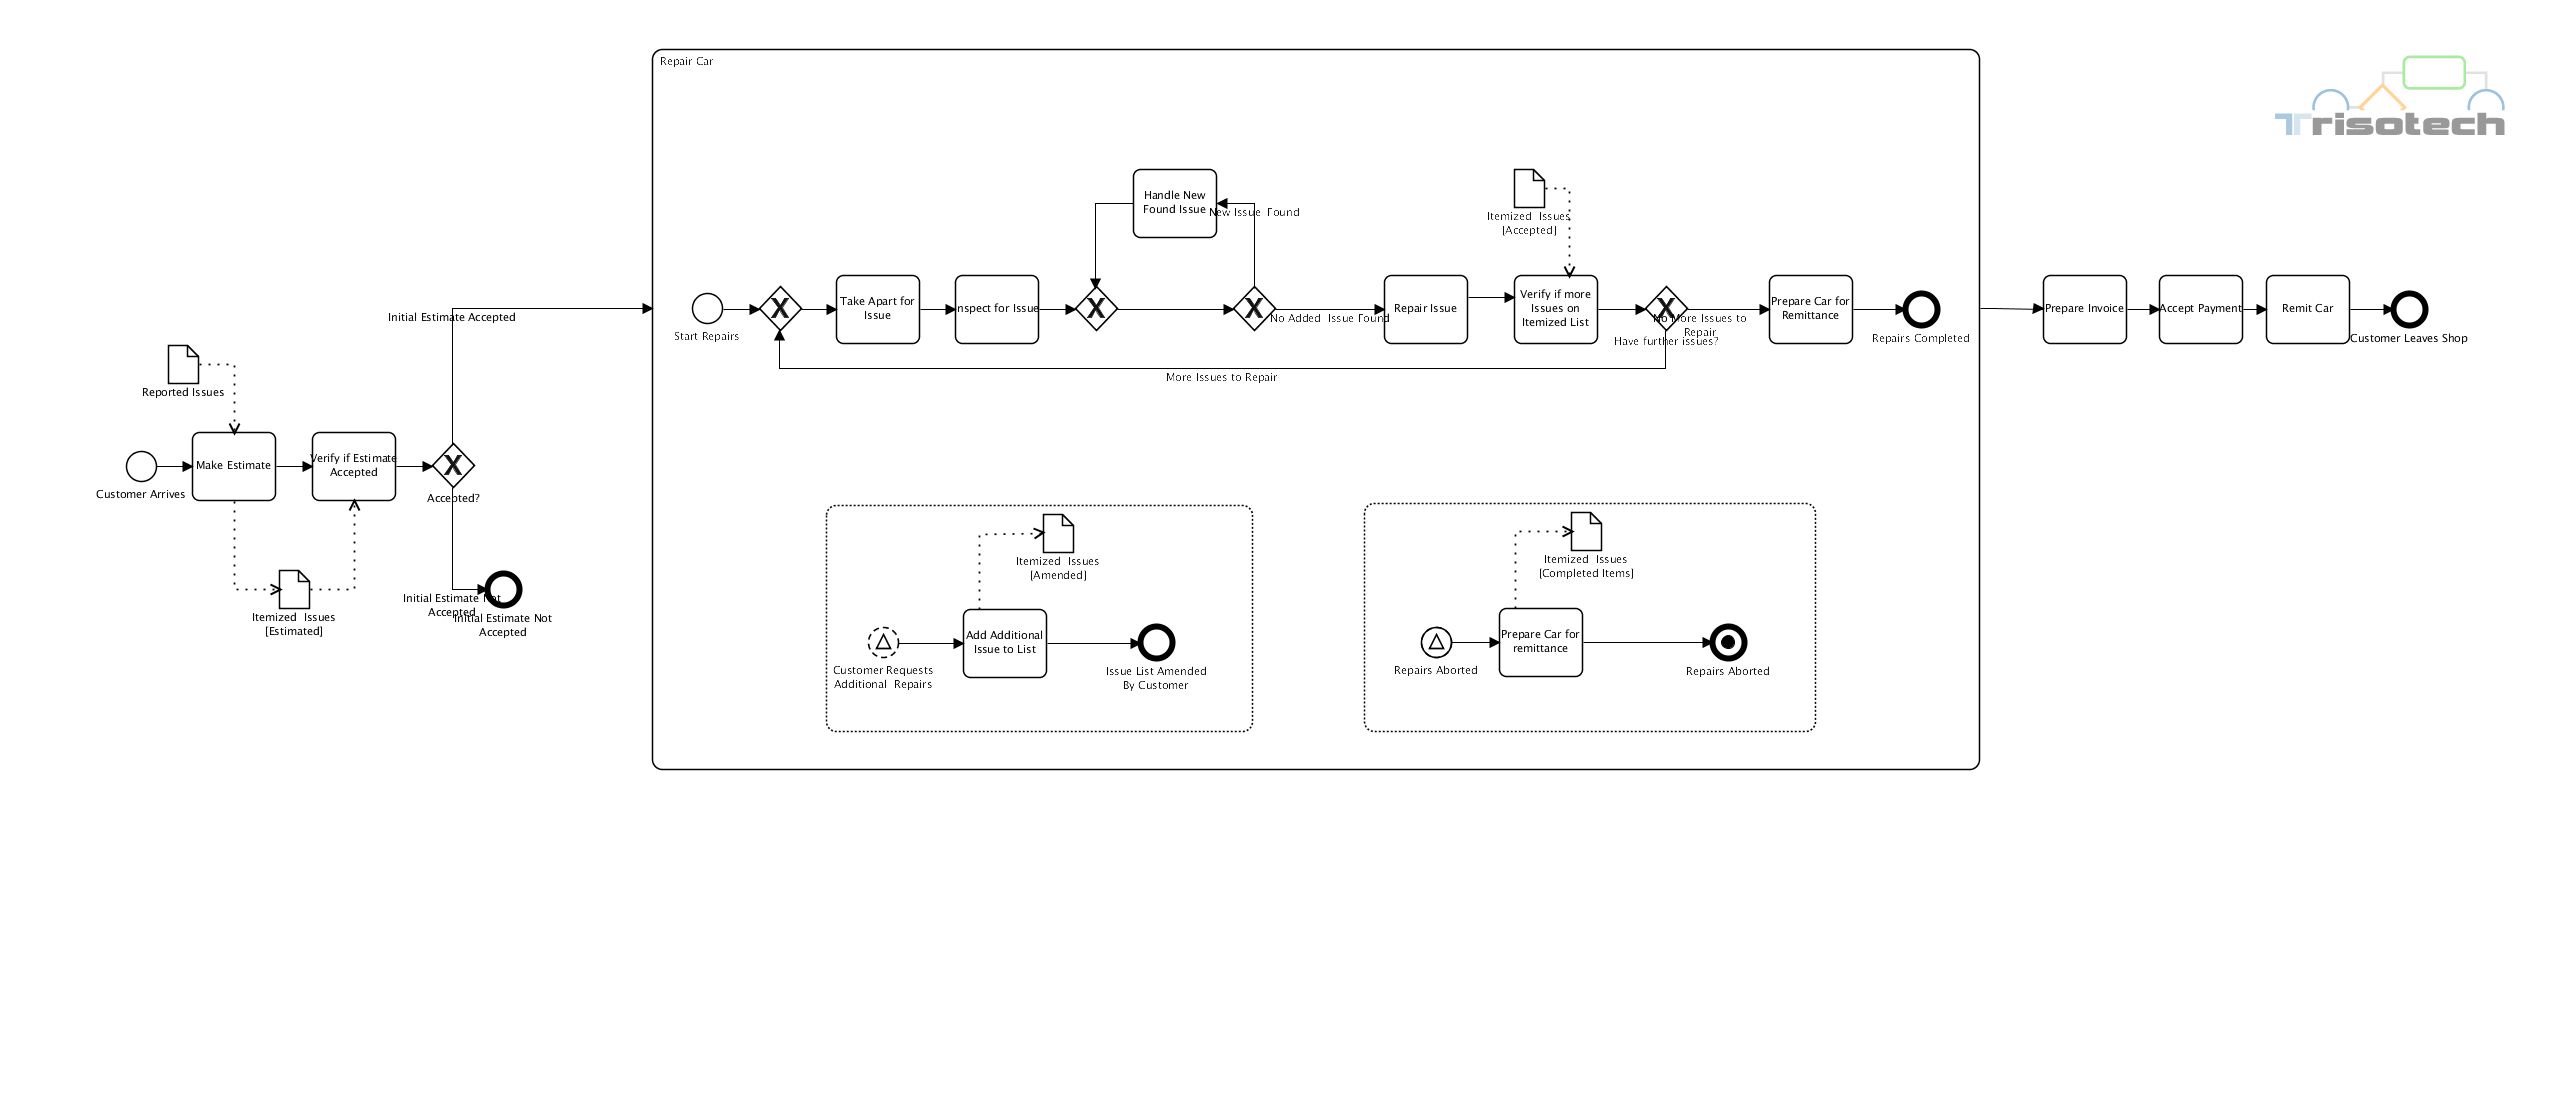 Repair Car
Trisotech
Handle New
Found Issue
New Issue Found
Itemized Issues
[Accepted]
Start Repairs
Take Apart for
Issue
Inspect for Issue
No Added Issue Found
Repair Issue
Verify if more
Issues on
Itemized List
No More Issues to
Repair
Have further issues?
Prepare Car for
Remittance
Repairs Completed
More Issues to Repair
Prepare Invoice
Accept Payment
Remit Car
Customer Leaves Shop
Initial Estimate Accepted
Reported Issues
Customer Arrives
Make Estimate
Verify if Estimate
Accepted
Accepted?
Itemized Issues
[Estimated]
Initial Estimate Not
Accepted
Initial Estimate Not
Accepted
Itemized Issues
[Amended]
Customer Requests
Additional Repairs
Add Additional
Issue to List
Issue List Amended
By Customer
Itemized Issues
[Completed Items]
Repairs Aborted
Prepare Car for
remittance
Repairs Aborted